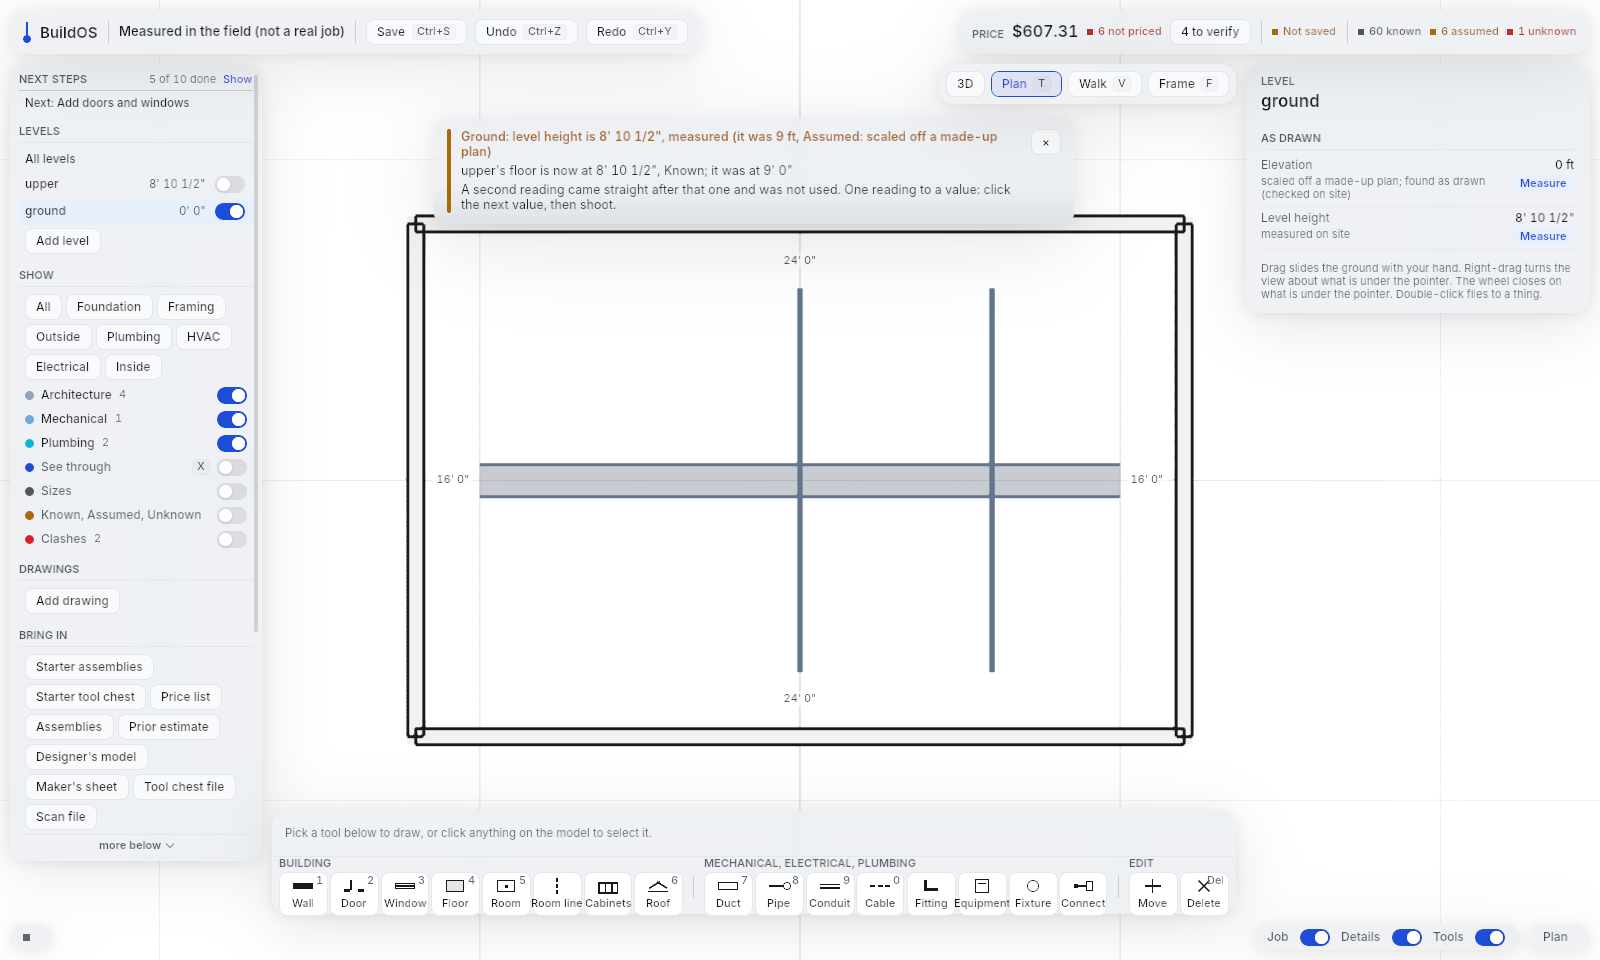 BuildOS
Measured in the field (not a real job)
Save Ctrl+S
Undo Ctrl+Z
Redo Ctrl+Y
PRICE $607.31
6 not priced
4 to verify
Not saved
60 known
6 assumed
1 unknown
NEXT STEPS 5 of 10 done Show
Next: Add doors and windows
LEVELS
All levels
upper 8' 10 1/2"
ground 0' 0"
Add level
SHOW
All Foundation Framing
Outside Plumbing HVAC
Electrical Inside
Architecture 4
Mechanical 1
Plumbing 2
See through X
Sizes
Known, Assumed, Unknown
Clashes 2
DRAWINGS
Add drawing
BRING IN
Starter assemblies
Starter tool chest Price list
Assemblies Prior estimate
Designer's model
Maker's sheet Tool chest file
Scan file
more below
3D
Plan T
Walk V
Frame F
Ground: level height is 8' 10 1/2", measured (it was 9 ft, Assumed: scaled off a made-up
plan)
×
upper's floor is now at 8' 10 1/2", Known; it was at 9' 0"
A second reading came straight after that one and was not used. One reading to a value: click
the next value, then shoot.
24' 0"
16' 0"
16' 0"
24' 0"
LEVEL
ground
AS DRAWN
Elevation 0 ft
scaled off a made-up plan; found as drawn
(checked on site)
Measure
Level height 8' 10 1/2"
measured on site
Measure
Drag slides the ground with your hand. Right-drag turns the
view about what is under the pointer. The wheel closes on
what is under the pointer. Double-click flies to a thing.
Pick a tool below to draw, or click anything on the model to select it.
BUILDING
1 Wall
2 Door
3 Window
4 Floor
5 Room
Room line
Cabinets
6 Roof
MECHANICAL, ELECTRICAL, PLUMBING
7 Duct
8 Pipe
9 Conduit
0 Cable
Fitting
Equipment
Fixture
Connect
EDIT
Move
Del Delete
Job
Details
Tools
Plan